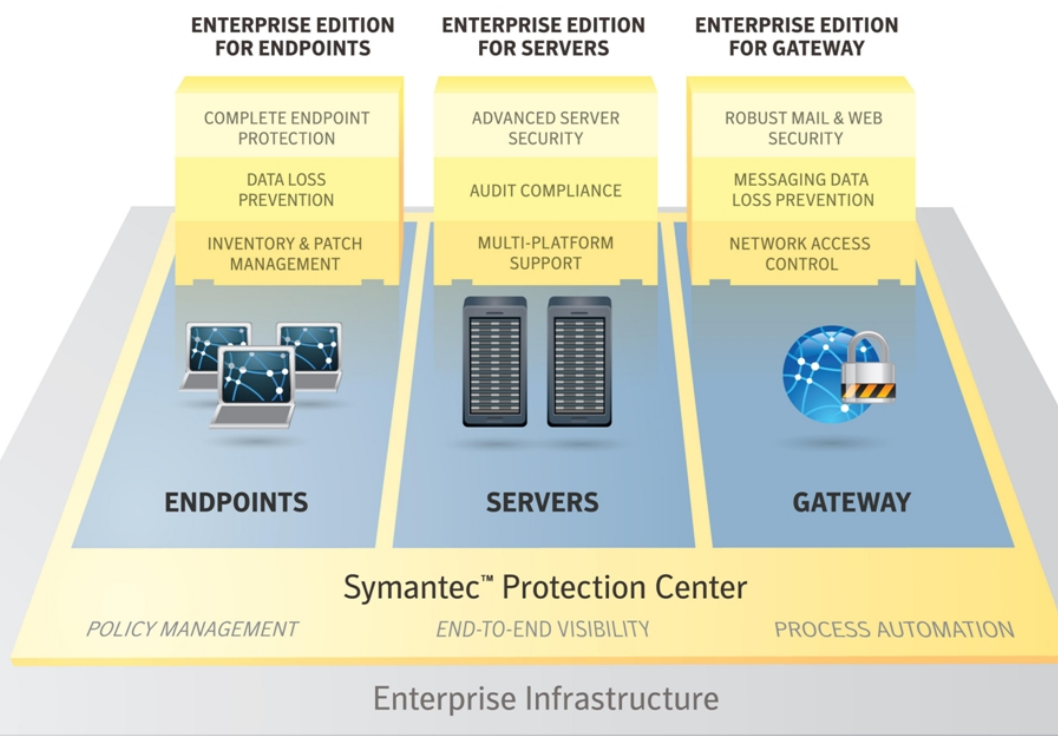 ENTERPRISE EDITION
FOR ENDPOINTS
ENTERPRISE EDITION
FOR SERVERS
ENTERPRISE EDITION
FOR GATEWAY
COMPLETE ENDPOINT
PROTECTION
DATA LOSS
PREVENTION
INVENTORY & PATCH
MANAGEMENT
ADVANCED SERVER
SECURITY
AUDIT COMPLIANCE
MULTI-PLATFORM
SUPPORT
ROBUST MAIL & WEB
SECURITY
MESSAGING DATA
LOSS PREVENTION
NETWORK ACCESS
CONTROL
ENDPOINTS
SERVERS
GATEWAY
Symantec™ Protection Center
POLICY MANAGEMENT
END-TO-END VISIBILITY
PROCESS AUTOMATION
Enterprise Infrastructure